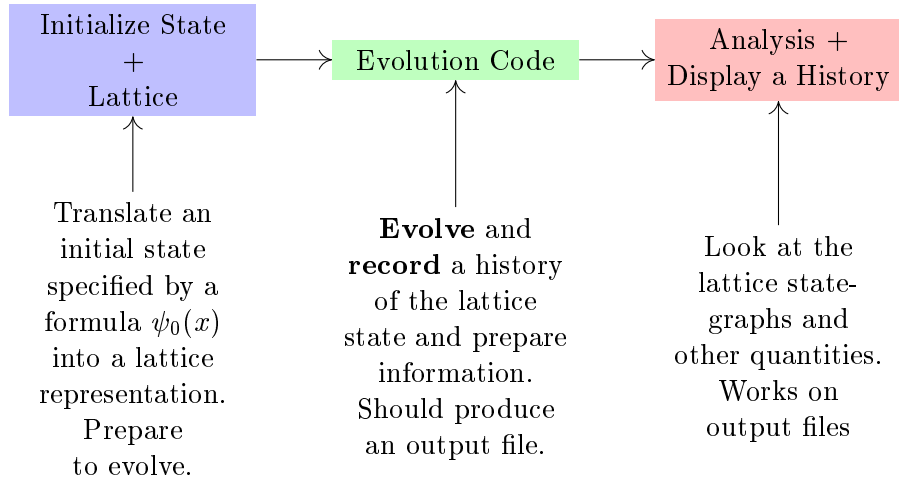 Initialize State
+
Lattice
Evolution Code
Analysis +
Display a History
Translate an
initial state
specified by a
formula ψ₀(x)
into a lattice
representation.
Prepare
to evolve.
Evolve and
record a history
of the lattice
state and prepare
information.
Should produce
an output file.
Look at the
lattice state-
graphs and
other quantities.
Works on
output files